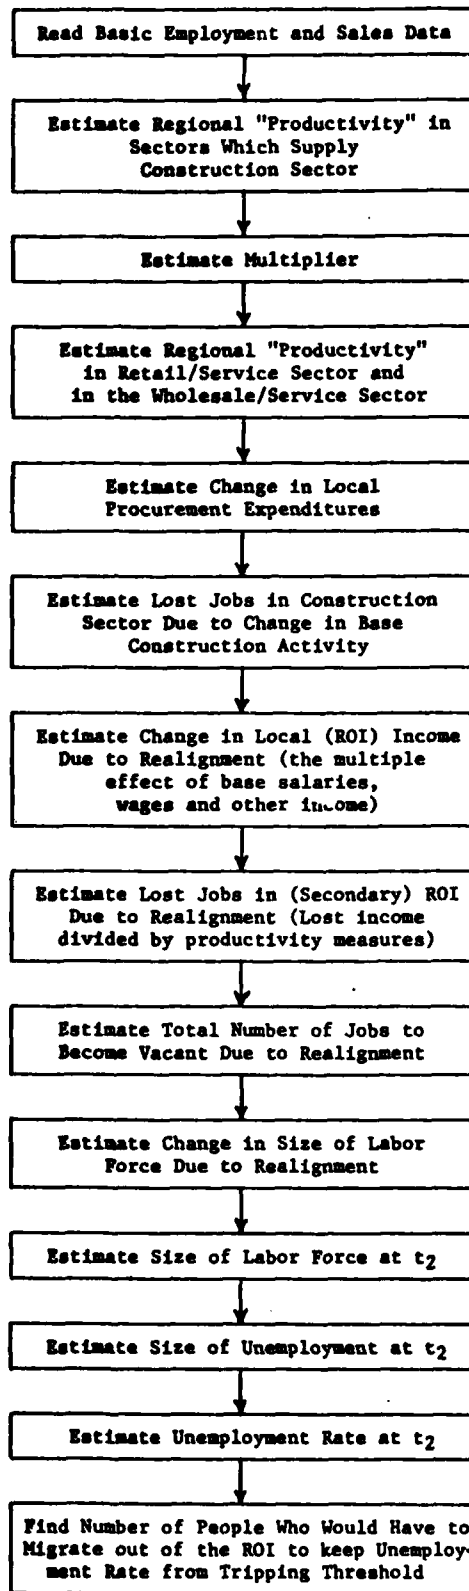 Read Basic Employment and Sales Data
Estimate Regional "Productivity" in
Sectors Which Supply
Construction Sector
Estimate Multiplier
Estimate Regional "Productivity"
in Retail/Service Sector and
in the Wholesale/Service Sector
Estimate Change in Local
Procurement Expenditures
Estimate Lost Jobs in Construction
Sector Due to Change in Base
Construction Activity
Estimate Change in Local (ROI) Income
Due to Realignment (the multiple
effect of base salaries,
wages and other income)
Estimate Lost Jobs in (Secondary) ROI
Due to Realignment (Lost income
divided by productivity measures)
Estimate Total Number of Jobs to
Become Vacant Due to Realignment
Estimate Change in Size of Labor
Force Due to Realignment
Estimate Size of Labor Force at t2
Estimate Size of Unemployment at t2
Estimate Unemployment Rate at t2
Find Number of People Who Would Have to
Migrate out of the ROI to keep Unemploy-
ment Rate from Tripping Threshold